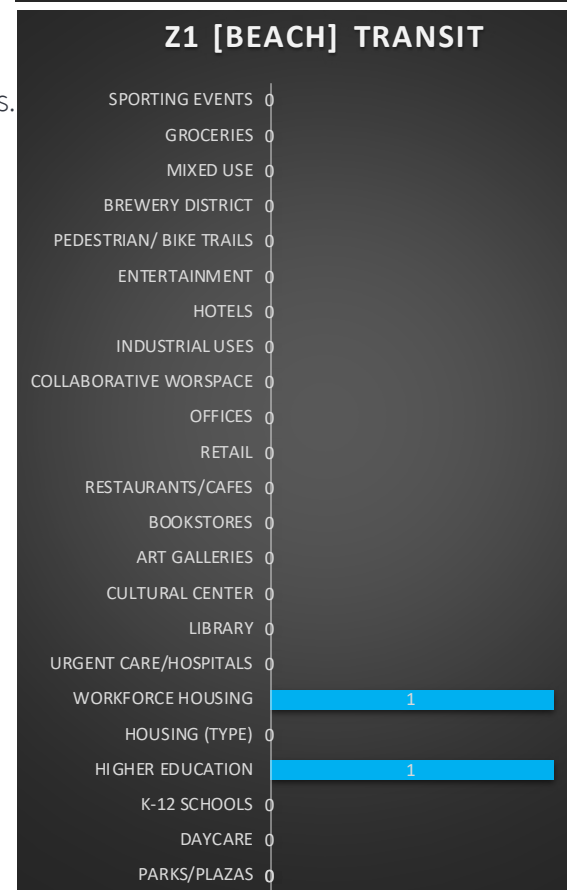 Z1 [BEACH] TRANSIT
s.
SPORTING EVENTS 0
GROCERIES 0
MIXED USE 0
BREWERY DISTRICT 0
PEDESTRIAN/ BIKE TRAILS 0
ENTERTAINMENT 0
HOTELS 0
INDUSTRIAL USES 0
COLLABORATIVE WORSPACE 0
OFFICES 0
RETAIL 0
RESTAURANTS/CAFES 0
BOOKSTORES 0
ART GALLERIES 0
CULTURAL CENTER 0
LIBRARY 0
URGENT CARE/HOSPITALS 0
WORKFORCE HOUSING 1
HOUSING (TYPE) 0
HIGHER EDUCATION 1
K-12 SCHOOLS 0
DAYCARE 0
PARKS/PLAZAS 0